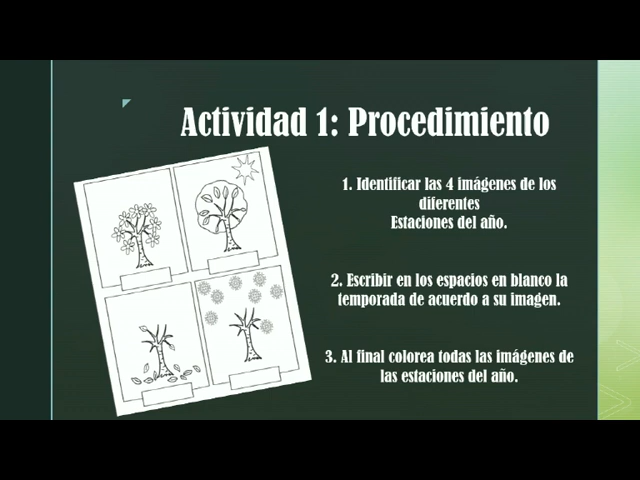 Actividad 1: Procedimiento
1. Identificar las 4 imágenes de los
diferentes
Estaciones del año.
2. Escribir en los espacios en blanco la
temporada de acuerdo a su imagen.
3. Al final colorea todas las imágenes de
las estaciones del año.